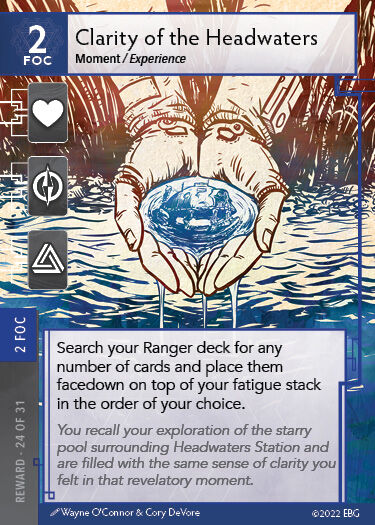 2
FOC
Clarity of the Headwaters
Moment / Experience
2 FOC
Search your Ranger deck for any
number of cards and place them
facedown on top of your fatigue stack
in the order of your choice.
You recall your exploration of the starry
pool surrounding Headwaters Station and
are filled with the same sense of clarity you
felt in that revelatory moment.
REWARD · 24 OF 31
Wayne O'Connor & Cory DeVore
©2022 EBG